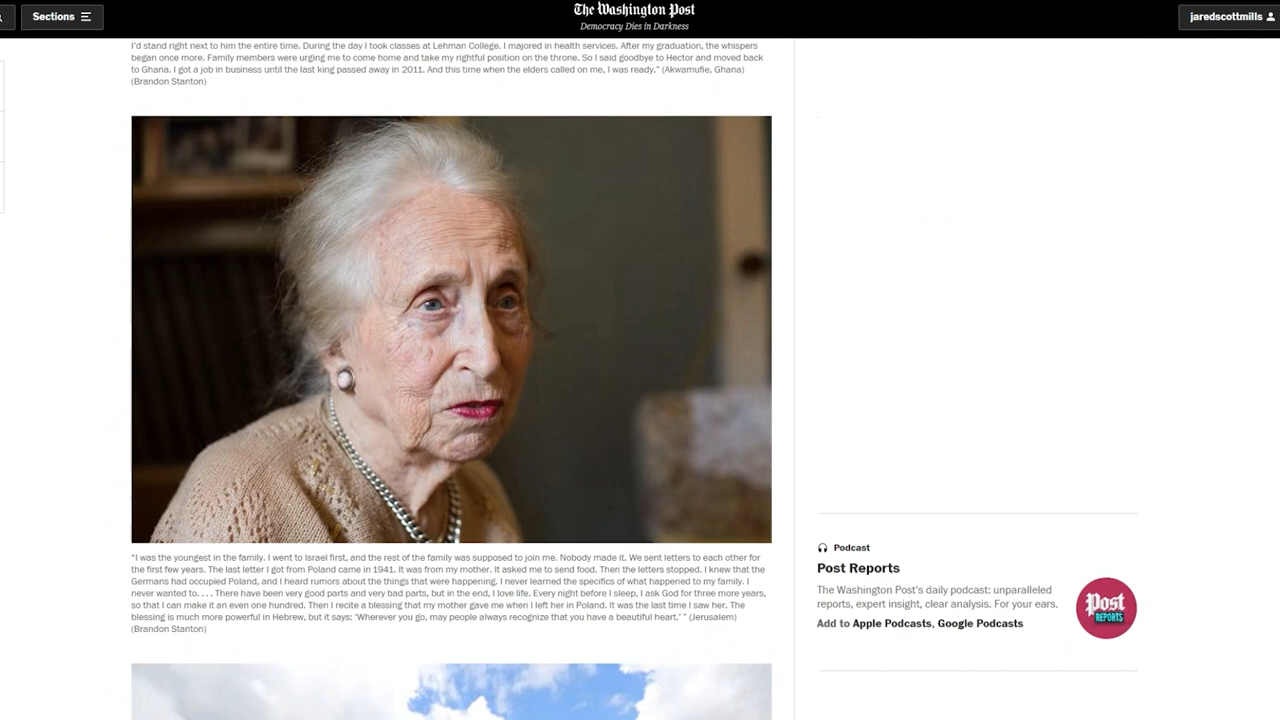 Sections
The Washington Post
Democracy Dies in Darkness
jaredscottmills
I'd stand right next to him the entire time. During the day I took classes at Lehman College. I majored in health services. After my graduation, the whispers
began once more. Family members were urging me to come home and take my rightful position on the throne. So I said goodbye to Hector and moved back
to Ghana. I got a job in business until the last king passed away in 2011. And this time when the elders called on me, I was ready.” (Akwamufie, Ghana)
(Brandon Stanton)
“I was the youngest in the family. I went to Israel first, and the rest of the family was supposed to join me. Nobody made it. We sent letters to each other for
the first few years. The last letter I got from Poland came in 1941. It was from my mother. It asked me to send food. Then the letters stopped. I knew that the
Germans had occupied Poland, and I heard rumors about the things that were happening. I never learned the specifics of what happened to my family. I
never wanted to. . . . There have been very good parts and very bad parts, but in the end, I love life. Every night before I sleep, I ask God for three more years,
so that I can make it an even one hundred. Then I recite a blessing that my mother gave me when I left her in Poland. It was the last time I saw her. The
blessing is much more powerful in Hebrew, but it says: ‘Wherever you go, may people always recognize that you have a beautiful heart.’ ” (Jerusalem)
(Brandon Stanton)
Podcast
Post Reports
The Washington Post's daily podcast: unparalleled
reports, expert insight, clear analysis. For your ears.
Add to Apple Podcasts, Google Podcasts
Post
REPORTS